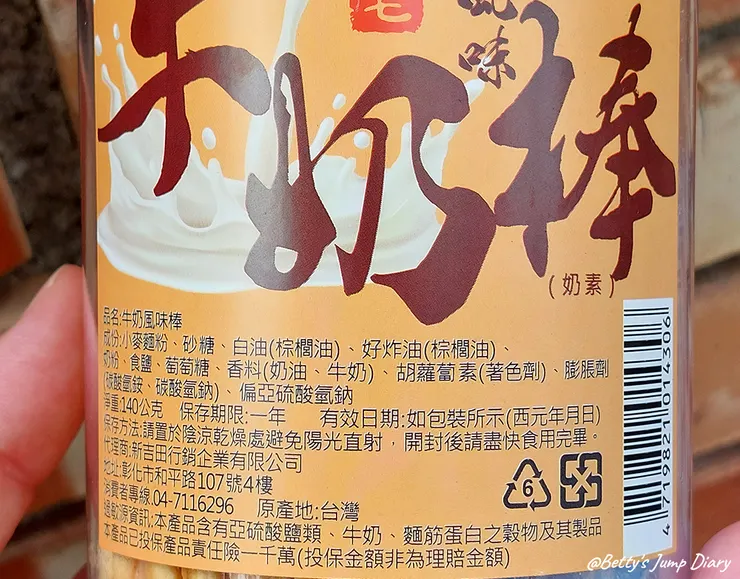 風味
牛奶棒
(奶素)
品名:牛奶風味棒
成份:小麥麵粉、砂糖、白油(棕櫚油)、好炸油(棕櫚油)、
奶粉、食鹽、葡萄糖、香料(奶油、牛奶)、胡蘿蔔素(著色劑)、膨脹劑
(碳酸氫銨、碳酸氫鈉)、偏亞硫酸氫鈉
淨重:140公克 保存期限:一年 有效日期:如包裝所示(西元年月日)
保存方法:請置於陰涼乾燥處避免陽光直射，開封後請盡快食用完畢。
代理商:新吉田行銷企業有限公司
地址:彰化市和平路107號4樓
消費者專線:04-7116296 原產地:台灣
過敏源資訊:本產品含有亞硫酸鹽類、牛奶、麵筋蛋白之穀物及其製品
本產品已投保產品責任險一千萬(投保金額非為理賠金額)
6
4 719821 014306
@Betty's Jump Diary